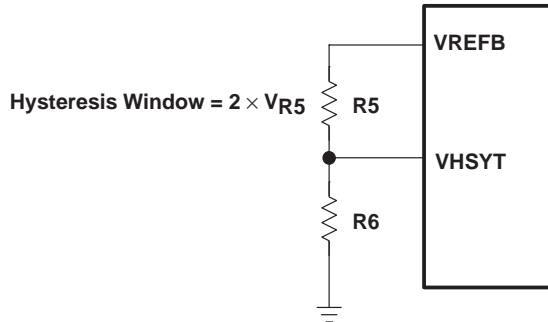 VREFB
Hysteresis Window = 2 × VR5
R5
VHSYT
R6